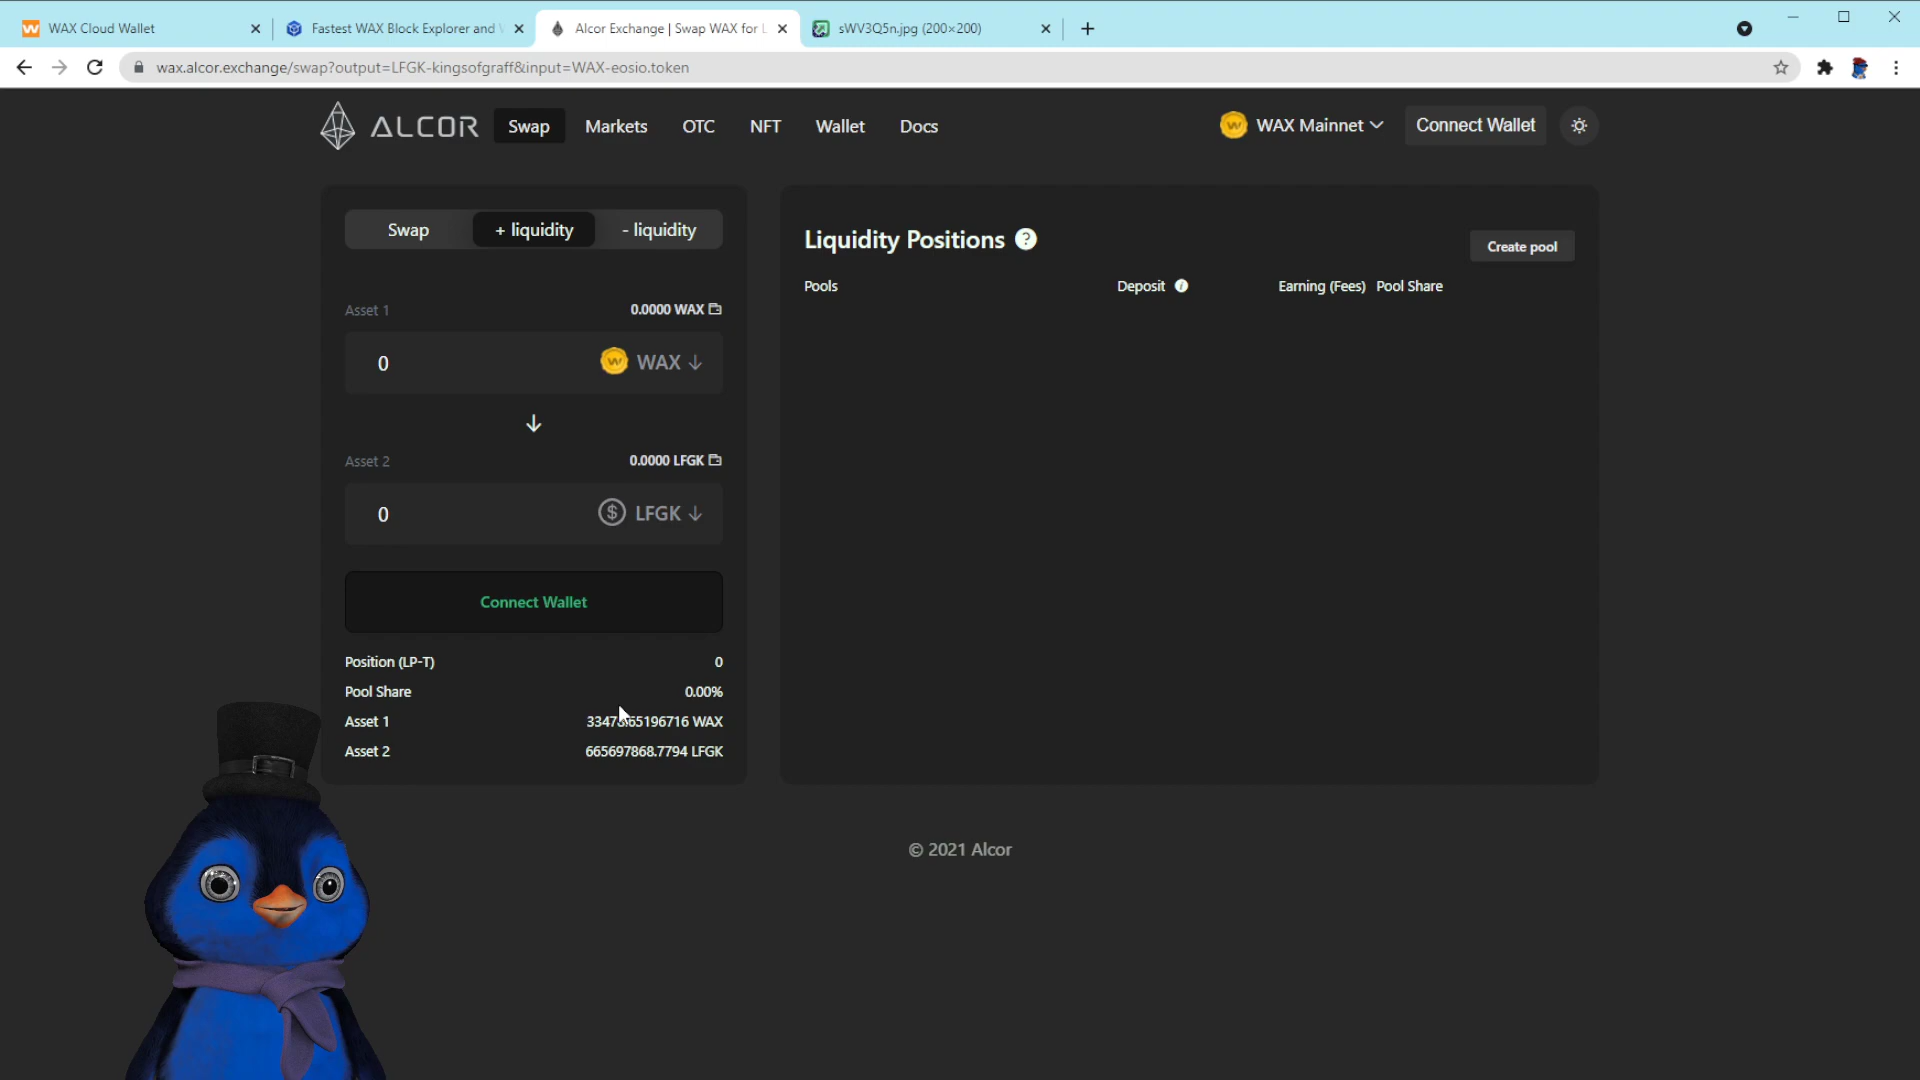 WAX Cloud Wallet
Fastest WAX Block Explorer and
Alcor Exchange | Swap WAX for
sWV3Q5n.jpg (200×200)
wax.alcor.exchange/swap?output=LFGK-kingsofgraff&input=WAX-eosio.token
ALCOR
Swap
Markets
OTC
NFT
Wallet
Docs
WAX Mainnet
Connect Wallet
Swap
+ liquidity
- liquidity
Asset 1
0.0000 WAX
0
WAX
Asset 2
0.0000 LFGK
0
LFGK
Connect Wallet
Position (LP-T)
0
Pool Share
0.00%
Asset 1
WAX
Asset 2
665697868.7794 LFGK
Liquidity Positions ?
Create pool
Pools
Deposit
Earning (Fees)
Pool Share
© 2021 Alcor